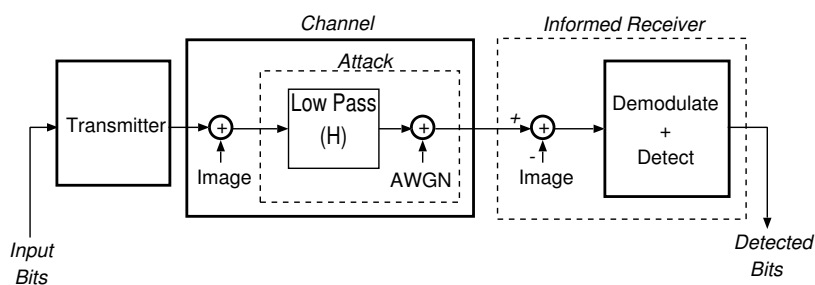 Channel
Informed Receiver
Attack
Transmitter
+
Low Pass
(H)
+
+
+
Demodulate
+
Detect
Image
AWGN
-
Image
Input
Bits
Detected
Bits